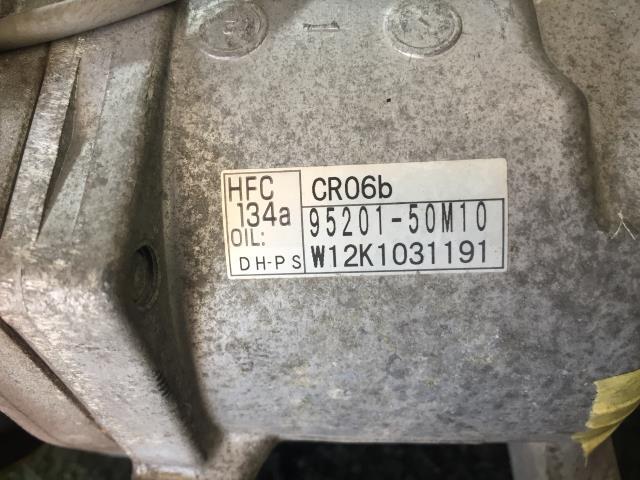 HFC
134a
OIL:
DH-PS
CR06b
95201-50M10
W12K1031191